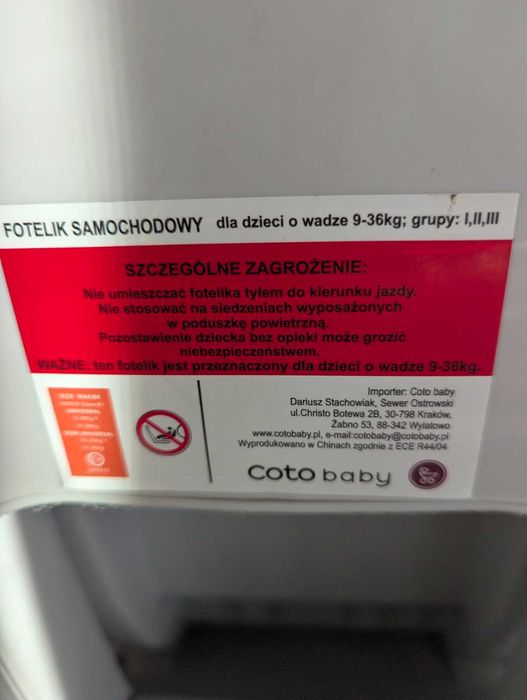 FOTELIK SAMOCHODOWY dla dzieci o wadze 9-36kg; grupy: I,II,III
SZCZEGÓLNE ZAGROŻENIE:
Nie umieszczać fotelika tyłem do kierunku jazdy.
Nie stosować na siedzeniach wyposażonych
w poduszkę powietrzną.
Pozostawienie dziecka bez opieki może grozić
niebezpieczeństwem.
WAŻNE: ten fotelik jest przeznaczony dla dzieci o wadze 9-36kg.
UNIVERSAL
SEMI-UNIVERSAL
Importer: Coto baby
Dariusz Stachowiak, Sewer Ostrowski
ul.Christo Botewa 2B, 30-798 Kraków,
Żabno 53, 88-342 Wylatowo
www.cotobaby.pl, e-mail:cotobaby@cotobaby.pl
Wyprodukowano w Chinach zgodnie z ECE R44/04
coto baby